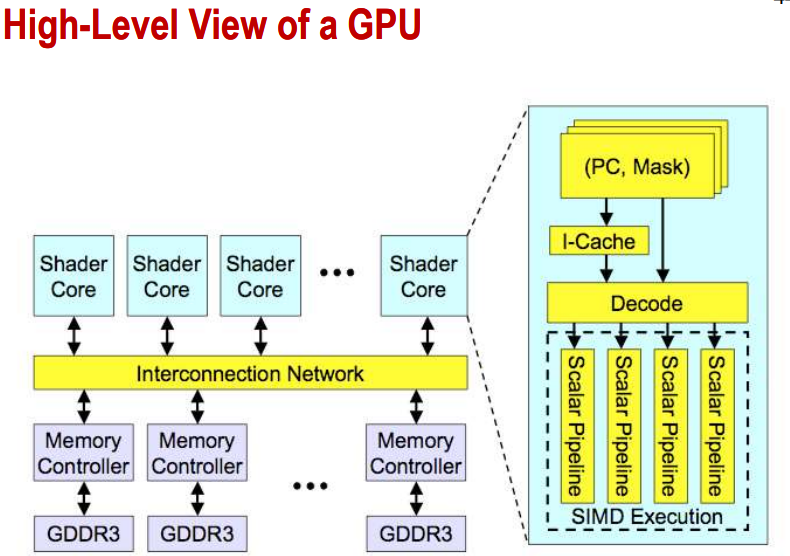 High-Level View of a GPU
Shader
Core
Shader
Core
Shader
Core
Shader
Core
Interconnection Network
Memory
Controller
Memory
Controller
Memory
Controller
GDDR3
GDDR3
GDDR3
(PC, Mask)
I-Cache
Decode
Scalar Pipeline
Scalar Pipeline
Scalar Pipeline
Scalar Pipeline
SIMD Execution